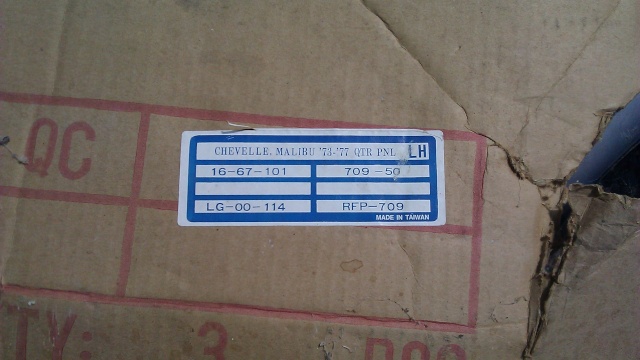 QC
CHEVELLE, MALIBU '73-'77 QTR PNL LH
16-67-101 709-50
LG-00-114 RFP-709
MADE IN TAIWAN
TY: 3 PCS